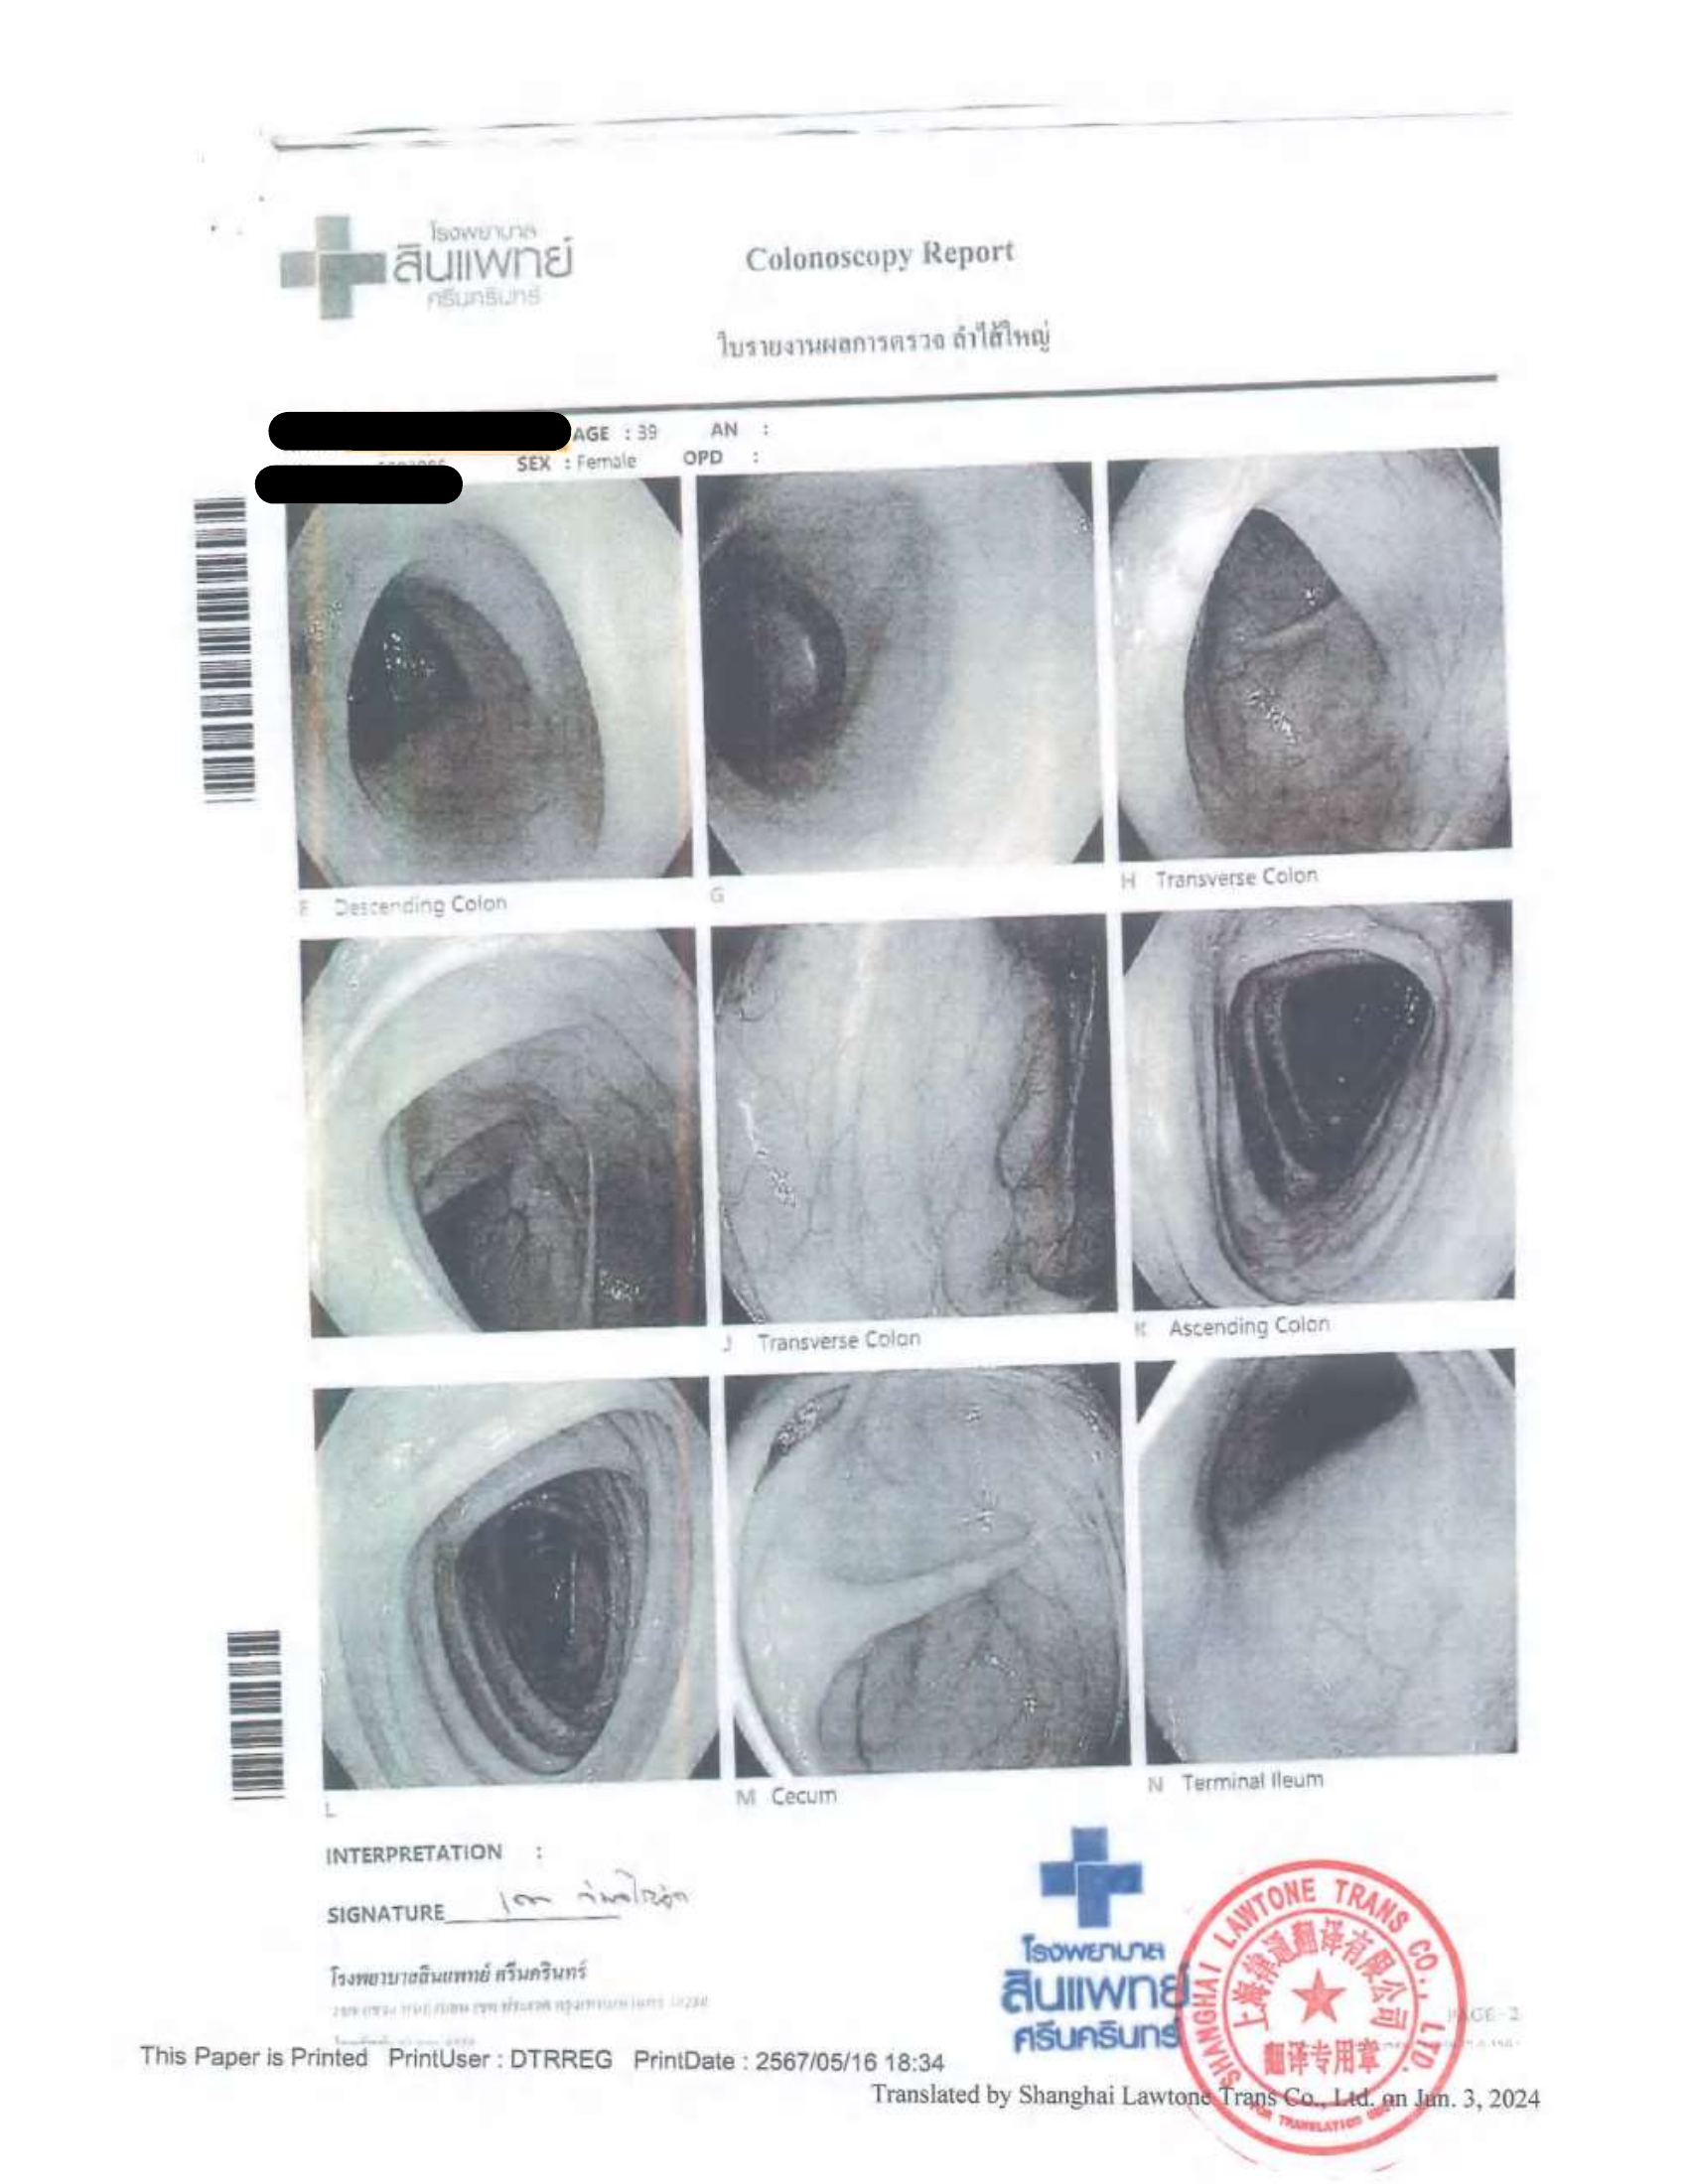 โรงพยาบาล
สินแพทย์
ศรีนครินทร์
Colonoscopy Report
ใบรายงานผลการตรวจ ลำไส้ใหญ่
AGE : 39 AN :
SEX : Female OPD :
F Descending Colon
G
H Transverse Colon
J Transverse Colon
K Ascending Colon
L
M Cecum
N Terminal Ileum
INTERPRETATION :
SIGNATURE
โรงพยาบาลสินแพทย์ ศรีนครินทร์
โรงพยาบาล
สินแพทย์
ศรีนครินทร์
SHANGHAI LAWTONE TRANS CO., LTD.
上海律通翻译有限公司
翻译专用章
FOR TRANSLATION
PAGE - 2
This Paper is Printed PrintUser : DTRREG PrintDate : 2567/05/16 18:34
Translated by Shanghai Lawtone Trans Co., Ltd. on Jun. 3, 2024